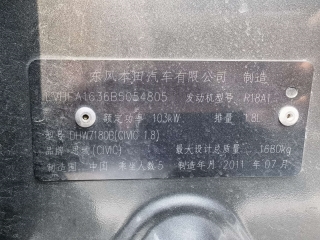 东风本田汽车有限公司 制造
LVHFA1636B5054805 发动机型号 R18A1
额定功率 103kW 排量 1.8L
型号 DHW7180B(CIVIC 1.8)
品牌 思域(CIVIC) 最大设计总质量 1680kg
制造国 中国 乘坐人数 5 制造年月 2011 年 07 月